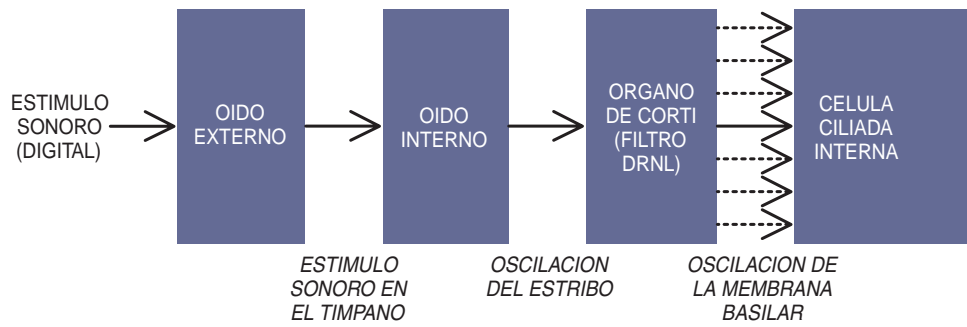 ESTIMULO
SONORO
(DIGITAL)
OIDO
EXTERNO
OIDO
INTERNO
ORGANO
DE CORTI
(FILTRO
DRNL)
CELULA
CILIADA
INTERNA
ESTIMULO
SONORO EN
EL TIMPANO
OSCILACION
DEL ESTRIBO
OSCILACION DE
LA MEMBRANA
BASILAR